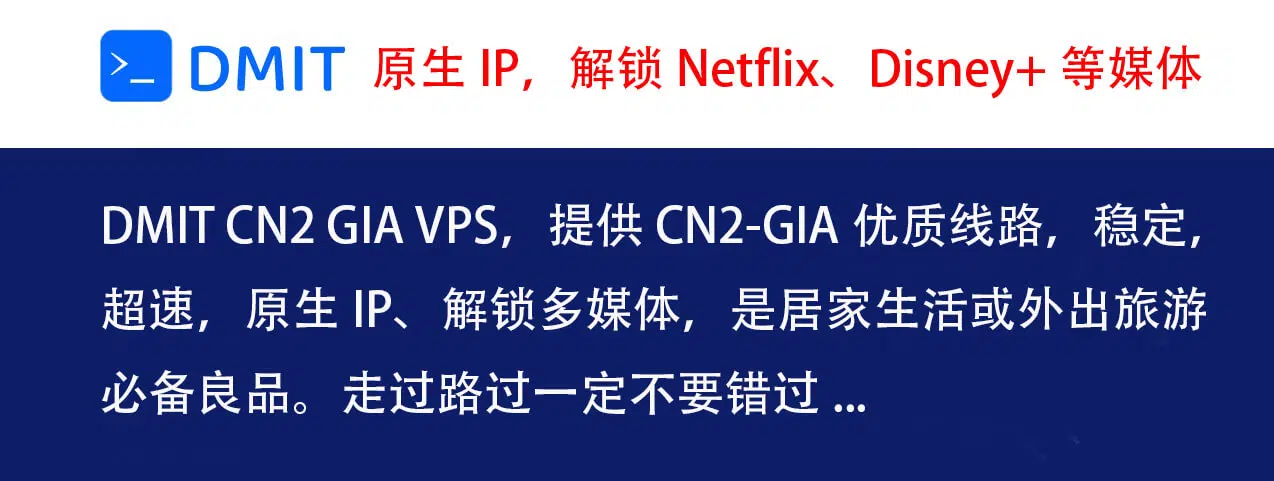 >_ DMIT 原生 IP，解锁 Netflix、Disney+ 等媒体
DMIT CN2 GIA VPS，提供 CN2-GIA 优质线路，稳定，
超速，原生 IP、解锁多媒体，是居家生活或外出旅游
必备良品。走过路过一定不要错过 ...